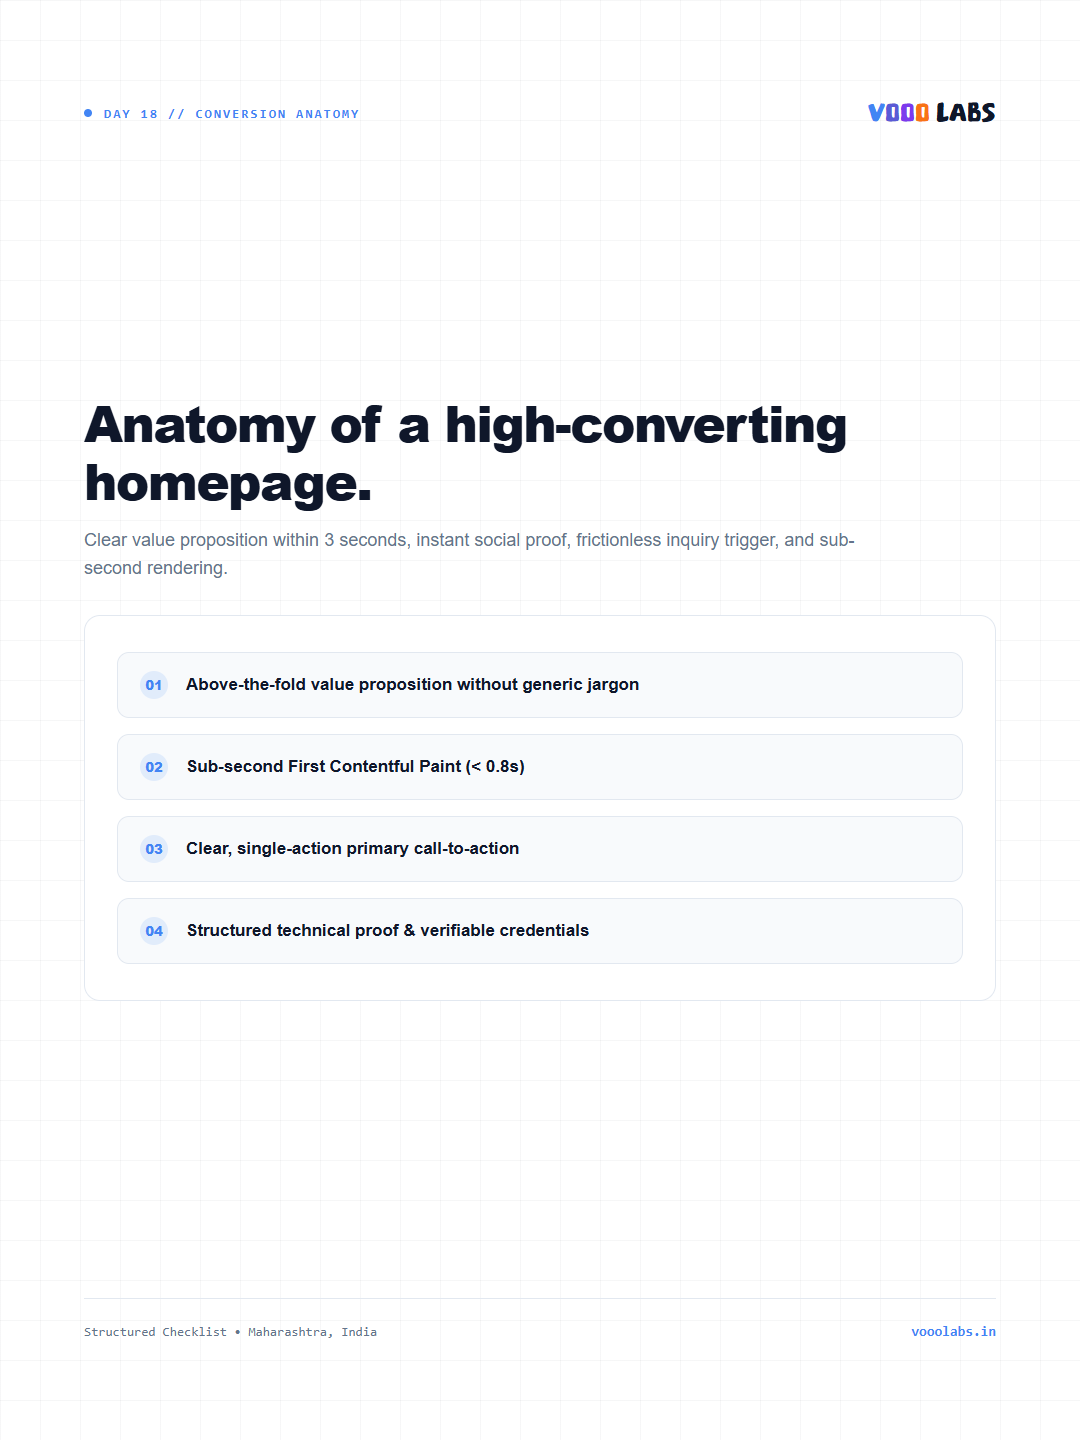 DAY 18 // CONVERSION ANATOMY
VOOO LABS
Anatomy of a high-converting
homepage.
Clear value proposition within 3 seconds, instant social proof, frictionless inquiry trigger, and sub-
second rendering.
01 Above-the-fold value proposition without generic jargon
02 Sub-second First Contentful Paint (< 0.8s)
03 Clear, single-action primary call-to-action
04 Structured technical proof & verifiable credentials
Structured Checklist • Maharashtra, India
vooolabs.in